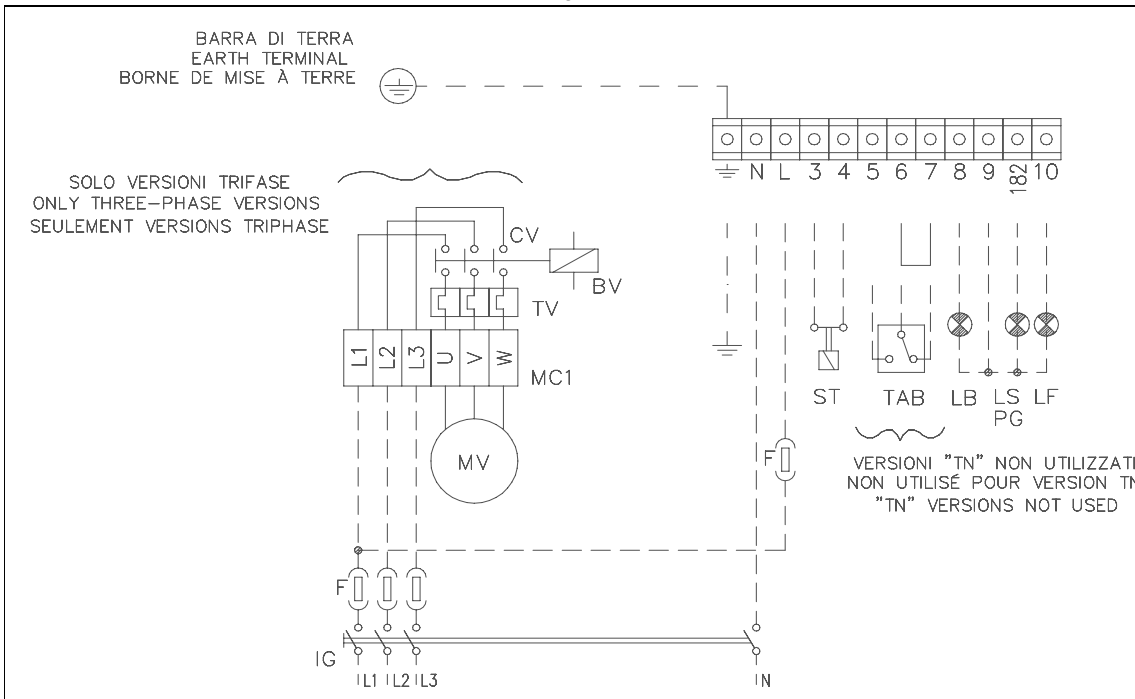 BARRA DI TERRA
EARTH TERMINAL
BORNE DE MISE À TERRE
N L 3 4 5 6 7 8 9 182 10
SOLO VERSIONI TRIFASE
ONLY THREE-PHASE VERSIONS
SEULEMENT VERSIONS TRIPHASE
CV
BV
TV
L1 L2 L3 U V W
MC1
MV
ST TAB LB LS LF
PG
F
VERSIONI "TN" NON UTILIZZATI
NON UTILISÉ POUR VERSION TN
"TN" VERSIONS NOT USED
F
IG
L1 L2 L3 N